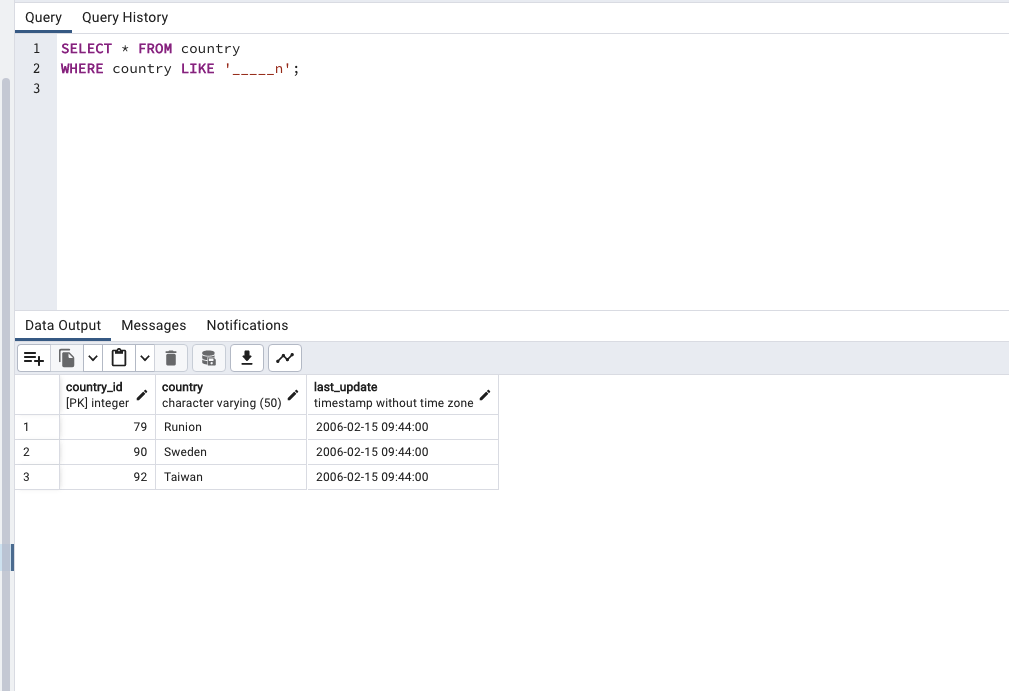 Query Query History
1 SELECT * FROM country
2 WHERE country LIKE '_____n';
3
Data Output Messages Notifications
country_id country last_update
[PK] integer character varying (50) timestamp without time zone
1 79 Runion 2006-02-15 09:44:00
2 90 Sweden 2006-02-15 09:44:00
3 92 Taiwan 2006-02-15 09:44:00